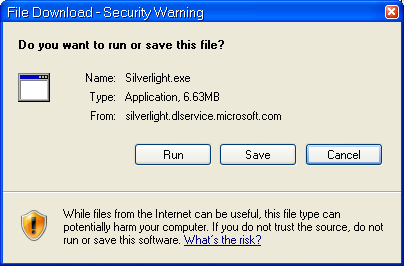 File Download - Security Warning
Do you want to run or save this file?
Name: Silverlight.exe
Type: Application, 6.63MB
From: silverlight.dlservice.microsoft.com
Run Save Cancel
While files from the Internet can be useful, this file type can
potentially harm your computer. If you do not trust the source, do not
run or save this software. What's the risk?